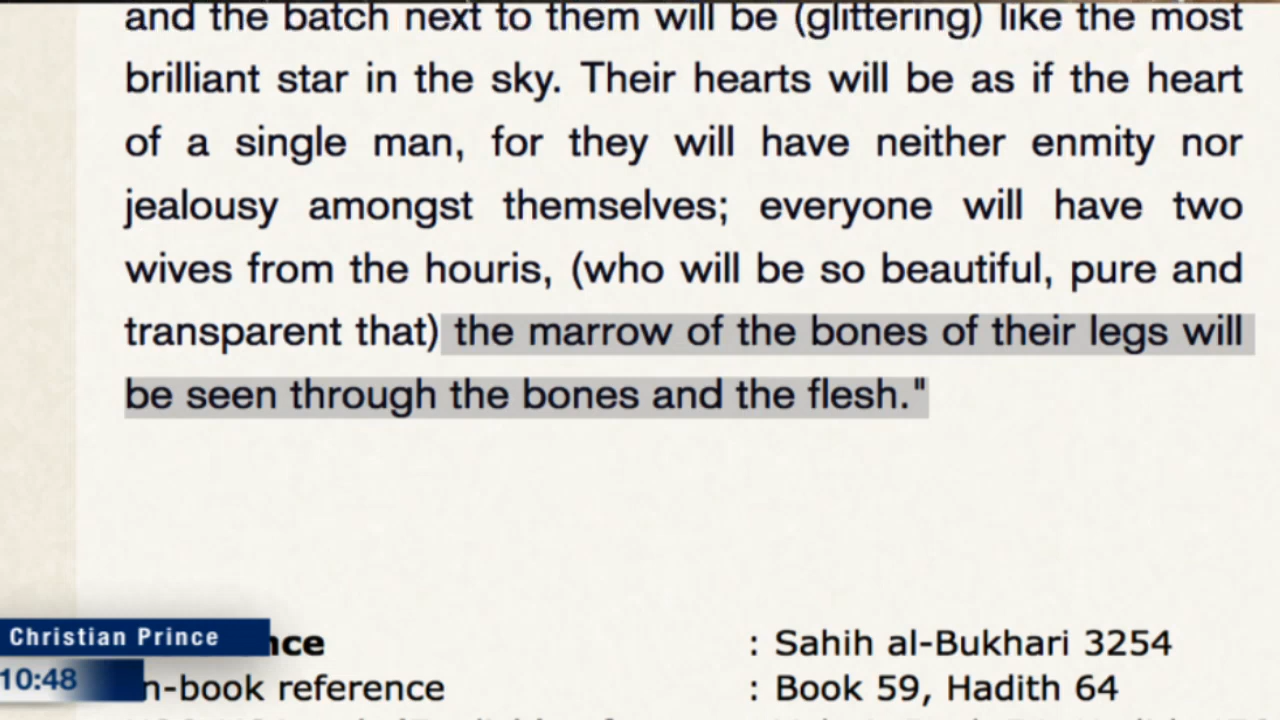 and the batch next to them will be (glittering) like the most
brilliant star in the sky. Their hearts will be as if the heart
of a single man, for they will have neither enmity nor
jealousy amongst themselves; everyone will have two
wives from the houris, (who will be so beautiful, pure and
transparent that) the marrow of the bones of their legs will
be seen through the bones and the flesh."
Christian Prince
nce : Sahih al-Bukhari 3254
10:48
n-book reference : Book 59, Hadith 64